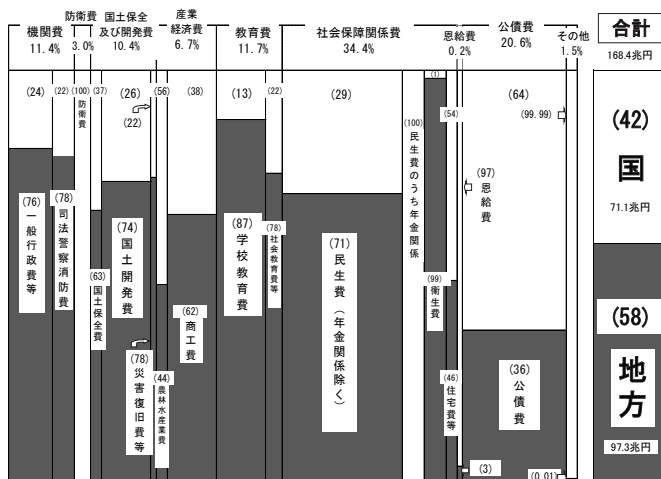 機関費
11.4%
防衛費
3.0%
国土保全
及び開発費
10.4%
産業
経済費
6.7%
教育費
11.7%
社会保障関係費
34.4%
恩給費
0.2%
公債費
20.6%
その他
1.5%
合計
168.4兆円
(24)
(22)
(100)
防衛費
(37)
(26)
(22)
(56)
(38)
(13)
(22)
(29)
(100)
民生費のうち年金関係
(1)
(54)
(64)
(99.99)
(97)
恩給費
(42)
国
71.1兆円
(76)
一般行政費等
(78)
司法警察消防費
(63)
国土保全費
(74)
国土開発費
(78)
災害復旧費等
(44)
農林水産業費
(62)
商工費
(87)
学校教育費
(78)
社会教育費等
(71)
民生費(年金関係除く)
(99)
衛生費
(46)
住宅費等
(3)
(36)
公債費
(0.01)
(58)
地方
97.3兆円